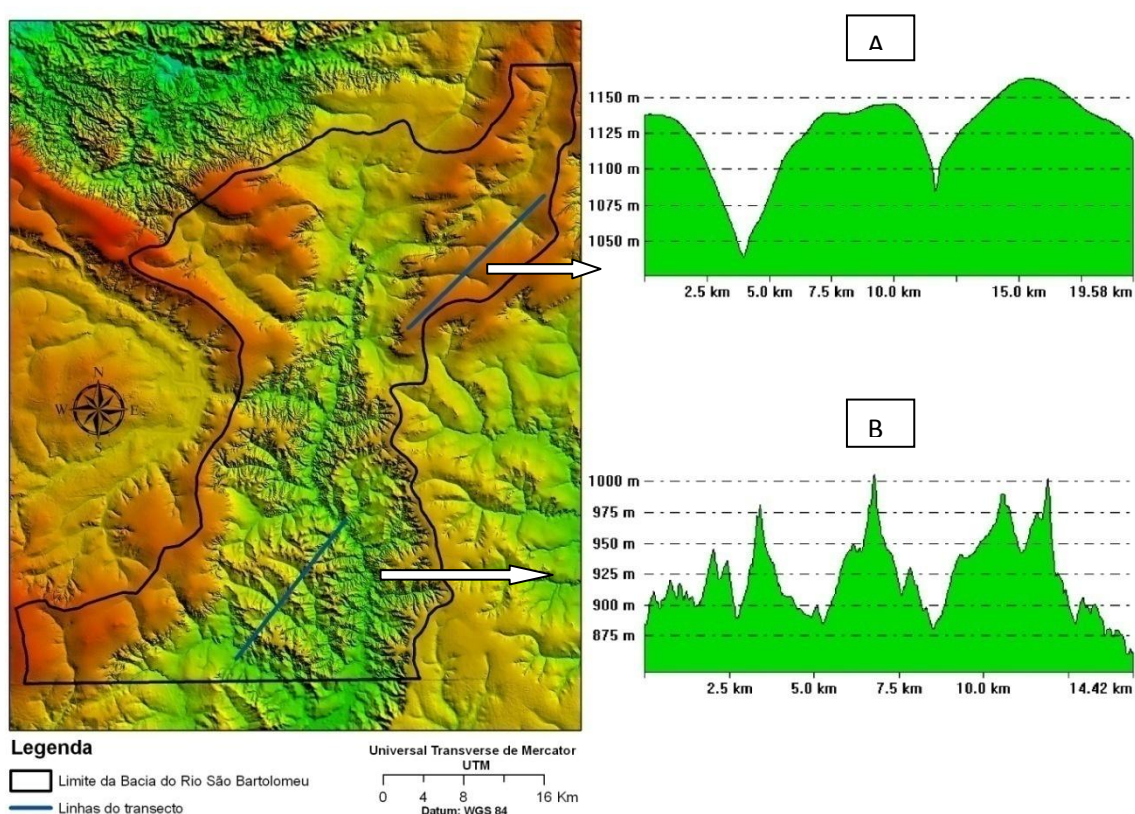 A
1150 m
1125 m
1100 m
1075 m
1050 m
2.5 km 5.0 km 7.5 km 10.0 km 15.0 km 19.58 km
N
W E
S
B
1000 m
975 m
950 m
925 m
900 m
875 m
2.5 km 5.0 km 7.5 km 10.0 km 14.42 km
Legenda
Limite da Bacia do Rio São Bartolomeu
Linhas do transecto
Universal Transverse de Mercator
UTM
0 4 8 16 Km
Datum: WGS 84